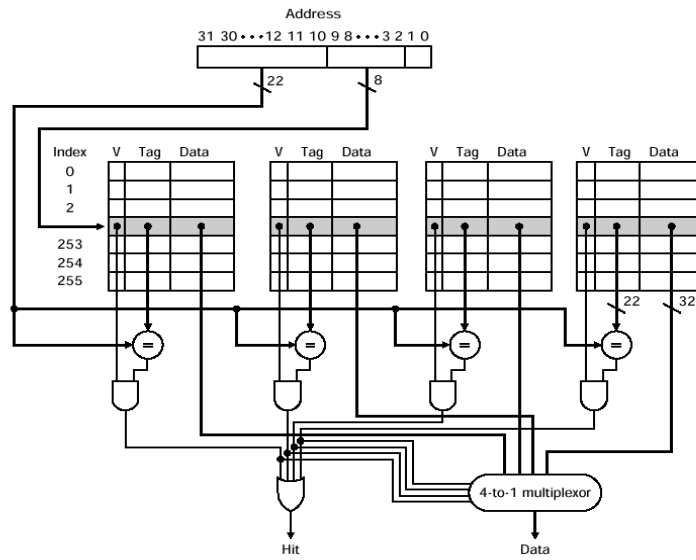 Address
31 30 ••• 12 11 10 9 8 ••• 3 2 1 0
22 8
Index V Tag Data V Tag Data V Tag Data V Tag Data
0
1
2
253
254
255
22 32
= = = =
4-to-1 multiplexor
Hit Data